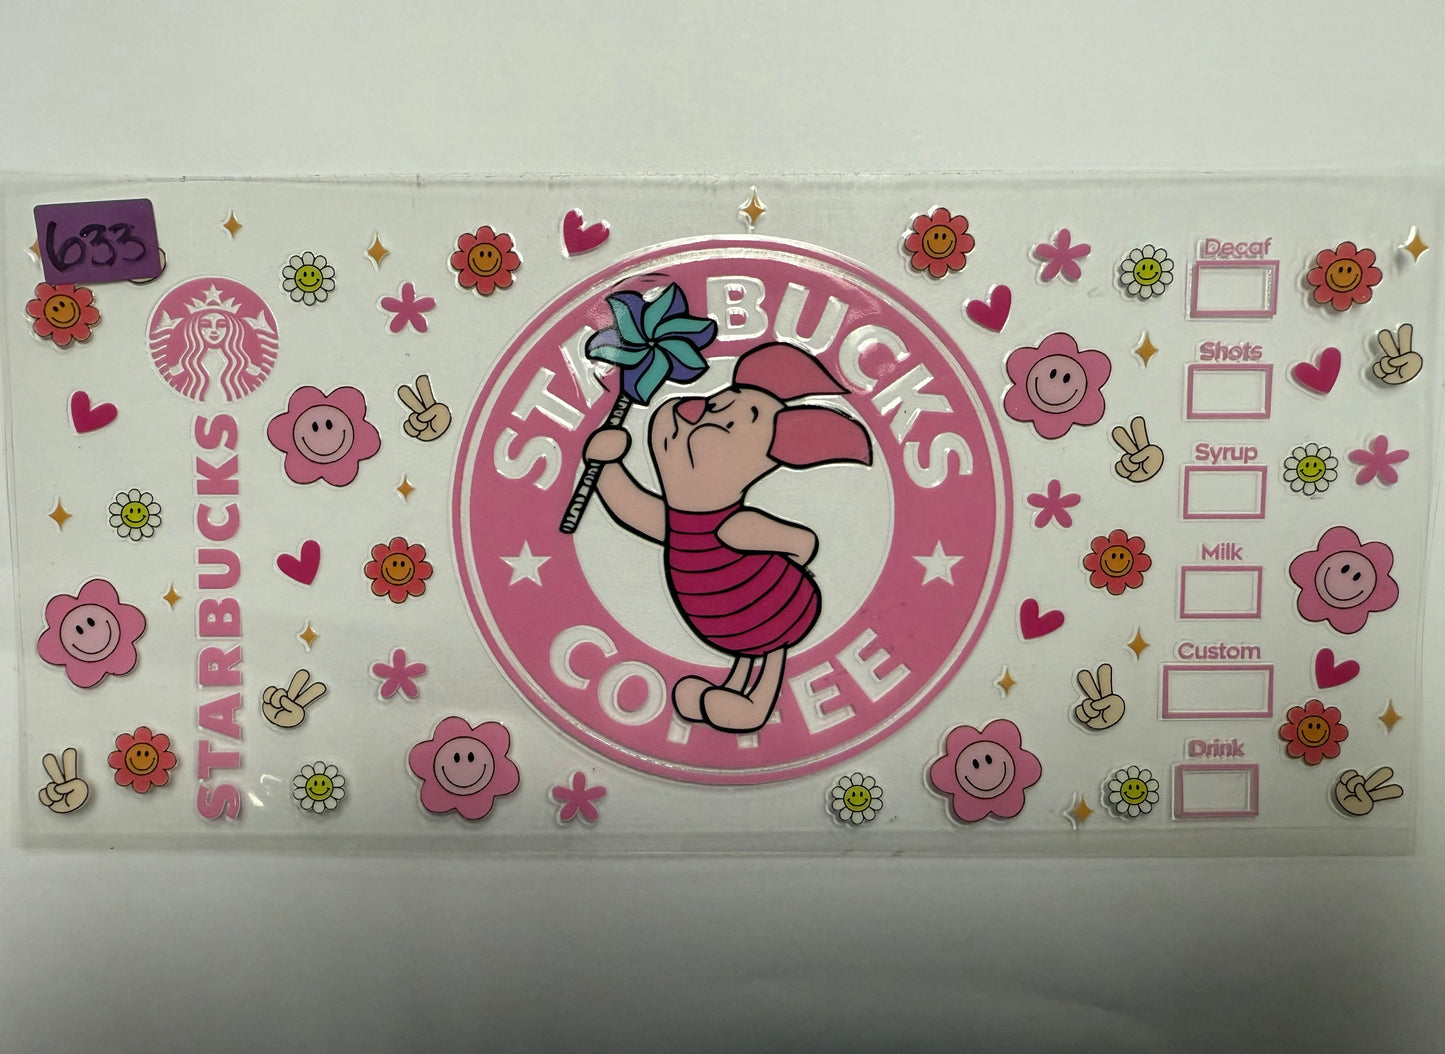 633
STARBUCKS
STARBUCKS
COFFEE
Decaf
Shots
Syrup
Milk
Custom
Drink